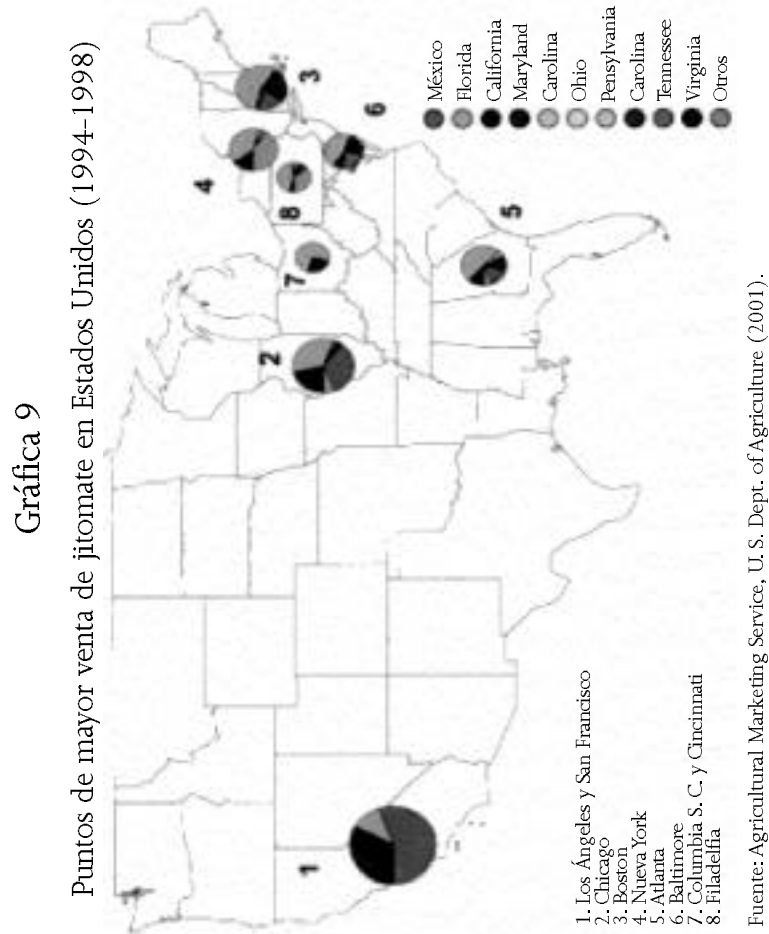 Gráfica 9
Puntos de mayor venta de jitomate en Estados Unidos (1994–1998)
1
2
3
4
5
6
7
8
México
Florida
California
Maryland
Carolina
Ohio
Pensylvania
Carolina
Tennessee
Virginia
Otros
1. Los Ángeles y San Francisco
2. Chicago
3. Boston
4. Nueva York
5. Atlanta
6. Baltimore
7. Columbia S. C. y Cincinnati
8. Filadelfia
Fuente: Agricultural Marketing Service, U. S. Dept. of Agriculture (2001).